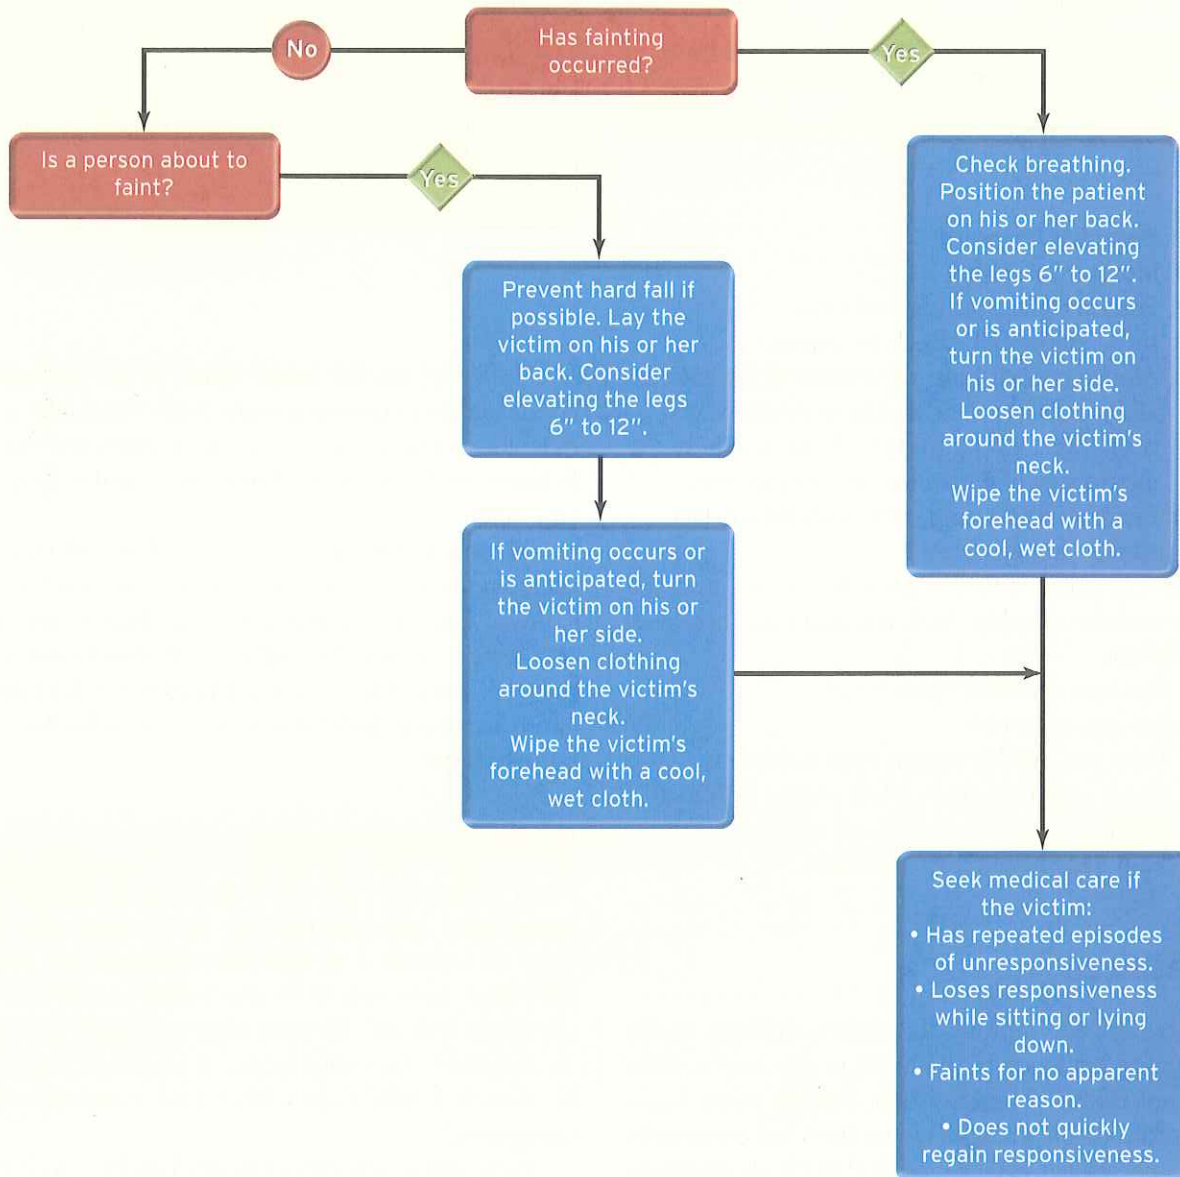 Has fainting
occurred?
No
Yes
Is a person about to
faint?
Yes
Prevent hard fall if
possible. Lay the
victim on his or her
back. Consider
elevating the legs
6" to 12".
If vomiting occurs or
is anticipated, turn
the victim on his or
her side.
Loosen clothing
around the victim's
neck.
Wipe the victim's
forehead with a cool,
wet cloth.
Check breathing.
Position the patient
on his or her back.
Consider elevating
the legs 6" to 12".
If vomiting occurs
or is anticipated,
turn the victim on
his or her side.
Loosen clothing
around the victim's
neck.
Wipe the victim's
forehead with a
cool, wet cloth.
Seek medical care if
the victim:
• Has repeated episodes
of unresponsiveness.
• Loses responsiveness
while sitting or lying
down.
• Faints for no apparent
reason.
• Does not quickly
regain responsiveness.